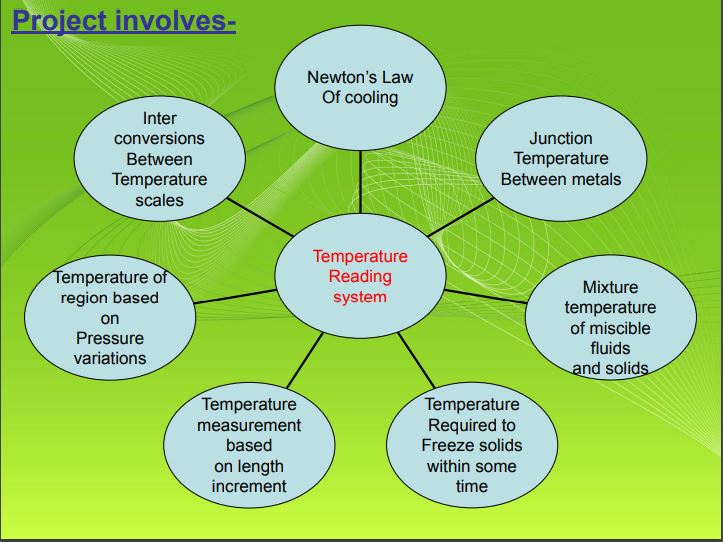 Project involves-
Newton’s Law
Of cooling
Inter
conversions
Between
Temperature
scales
Junction
Temperature
Between metals
Temperature
Reading
system
Temperature of
region based
on
Pressure
variations
Mixture
temperature
of miscible
fluids
and solids
Temperature
measurement
based
on length
increment
Temperature
Required to
Freeze solids
within some
time